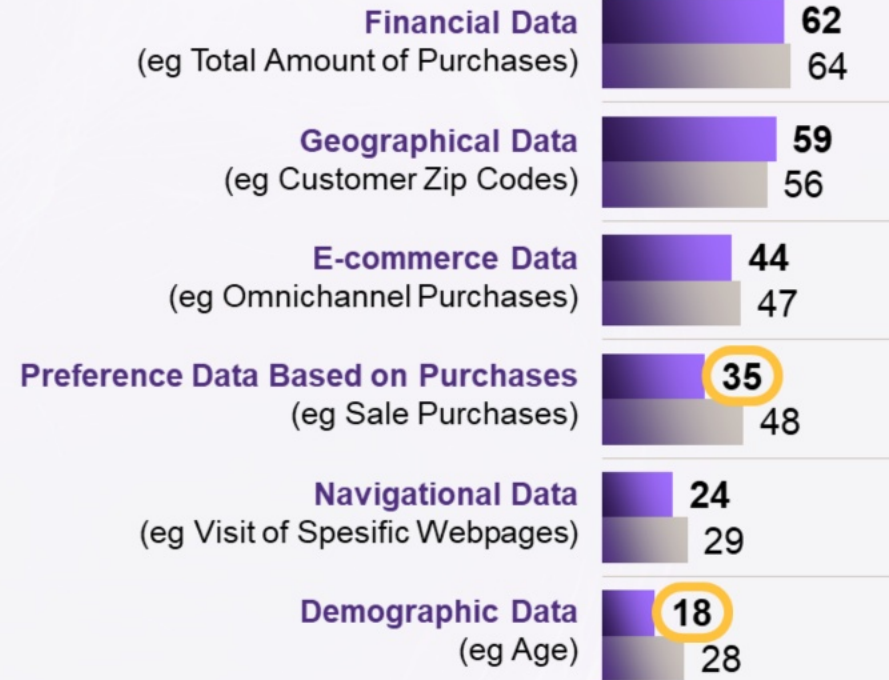 Financial Data
(eg Total Amount of Purchases)
62
64
Geographical Data
(eg Customer Zip Codes)
59
56
E-commerce Data
(eg Omnichannel Purchases)
44
47
Preference Data Based on Purchases
(eg Sale Purchases)
35
48
Navigational Data
(eg Visit of Spesific Webpages)
24
29
Demographic Data
(eg Age)
18
28